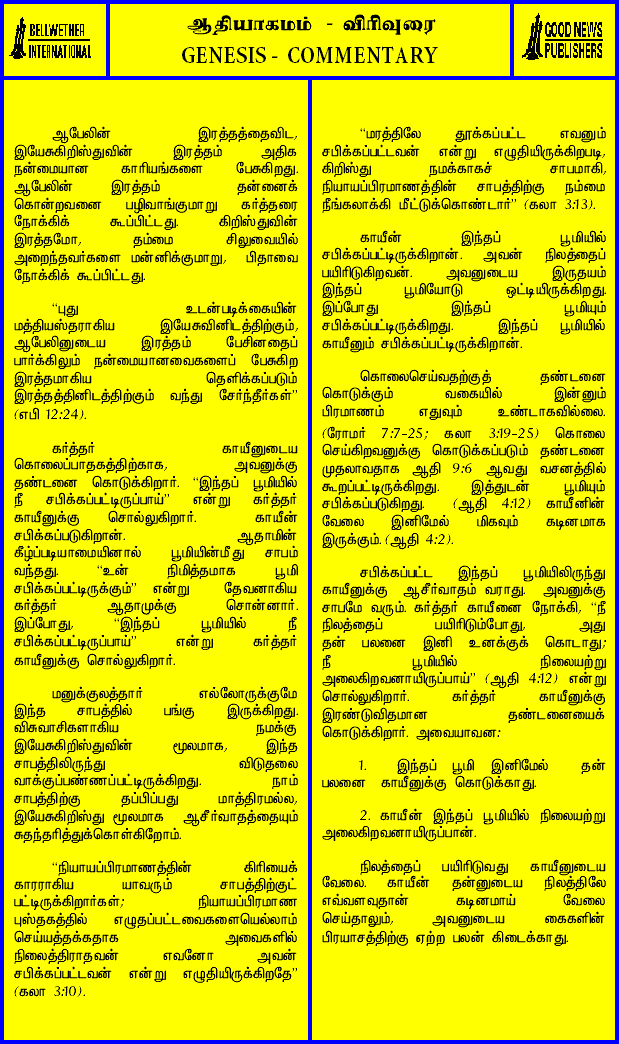 BELLWETHER
INTERNATIONAL
ஆதியாகமம் - விரிவுரை
GENESIS - COMMENTARY
GOOD NEWS
PUBLISHERS
ஆபேலின் இரத்தத்தைவிட,
இயேசுகிறிஸ்துவின் இரத்தம் அதிக
நன்மையான காரியங்களை பேசுகிறது.
ஆபேலின் இரத்தம் தன்னைக்
கொன்றவனை பழிவாங்குமாறு கர்த்தரை
நோக்கிக் கூப்பிட்டது. கிறிஸ்துவின்
இரத்தமோ, தம்மை சிலுவையில்
அறைந்தவர்களை மன்னிக்குமாறு, பிதாவை
நோக்கிக் கூப்பிட்டது.
“புது உடன்படிக்கையின்
மத்தியஸ்தராகிய இயேசுவினிடத்திற்கும்,
ஆபேலினுடைய இரத்தம் பேசினதைப்
பார்க்கிலும் நன்மையானவைகளைப் பேசுகிற
இரத்தமாகிய தெளிக்கப்படும்
இரத்தத்தினிடத்திற்கும் வந்து சேர்ந்தீர்கள்”
(எபி 12:24).
கர்த்தர் காயீனுடைய
கொலைப்பாதகத்திற்காக, அவனுக்கு
தண்டனை கொடுக்கிறார். “இந்தப் பூமியில்
நீ சபிக்கப்பட்டிருப்பாய்” என்று கர்த்தர்
காயீனுக்கு சொல்லுகிறார். காயீன்
சபிக்கப்படுகிறான். ஆதாமின்
கீழ்ப்படியாமையினால் பூமியின்மீது சாபம்
வந்தது. “உன் நிமித்தமாக பூமி
சபிக்கப்பட்டிருக்கும்” என்று தேவனாகிய
கர்த்தர் ஆதாமுக்கு சொன்னார்.
இப்போது, “இந்தப் பூமியில் நீ
சபிக்கப்பட்டிருப்பாய்” என்று கர்த்தர்
காயீனுக்கு சொல்லுகிறார்.
மனுக்குலத்தார் எல்லோருக்குமே
இந்த சாபத்தில் பங்கு இருக்கிறது.
விசுவாசிகளாகிய நமக்கு
இயேசுகிறிஸ்துவின் மூலமாக, இந்த
சாபத்திலிருந்து விடுதலை
வாக்குப்பண்ணப்பட்டிருக்கிறது. நாம்
சாபத்திற்கு தப்பிப்பது மாத்திரமல்ல,
இயேசுகிறிஸ்து மூலமாக ஆசீர்வாதத்தையும்
சுதந்தரித்துக்கொள்கிறோம்.
“நியாயப்பிரமாணத்தின் கிரியைக்
காரராகிய யாவரும் சாபத்திற்குட்
பட்டிருக்கிறார்கள்; நியாயப்பிரமாண
புஸ்தகத்தில் எழுதப்பட்டவைகளையெல்லாம்
செய்யத்தக்கதாக அவைகளில்
நிலைத்திராதவன் எவனோ அவன்
சபிக்கப்பட்டவன் என்று எழுதியிருக்கிறதே”
(கலா 3:10).
“மரத்திலே தூக்கப்பட்ட எவனும்
சபிக்கப்பட்டவன் என்று எழுதியிருக்கிறபடி,
கிறிஸ்து நமக்காகச் சாபமாகி,
நியாயப்பிரமாணத்தின் சாபத்திற்கு நம்மை
நீங்கலாக்கி மீட்டுக்கொண்டார்” (கலா 3:13).
காயீன் இந்தப் பூமியில்
சபிக்கப்பட்டிருக்கிறான். அவன் நிலத்தைப்
பயிரிடுகிறவன். அவனுடைய இருதயம்
இந்தப் பூமியோடு ஒட்டியிருக்கிறது.
இப்போது இந்தப் பூமியும்
சபிக்கப்பட்டிருக்கிறது. இந்தப் பூமியில்
காயீனும் சபிக்கப்பட்டிருக்கிறான்.
கொலைசெய்வதற்குத் தண்டனை
கொடுக்கும் வகையில் இன்னும்
பிரமாணம் எதுவும் உண்டாகவில்லை.
(ரோமர் 7:7-25; கலா 3:19-25) கொலை
செய்கிறவனுக்கு கொடுக்கப்படும் தண்டனை
முதலாவதாக ஆதி 9:6 ஆவது வசனத்தில்
கூறப்பட்டிருக்கிறது. இத்துடன் பூமியும்
சபிக்கப்படுகிறது. (ஆதி 4:12) காயீனின்
வேலை இனிமேல் மிகவும் கடினமாக
இருக்கும். (ஆதி 4:2).
சபிக்கப்பட்ட இந்தப் பூமியிலிருந்து
காயீனுக்கு ஆசீர்வாதம் வராது. அவனுக்கு
சாபமே வரும். கர்த்தர் காயீனை நோக்கி, “நீ
நிலத்தைப் பயிரிடும்போது, அது
தன் பலனை இனி உனக்குக் கொடாது;
நீ பூமியில் நிலையற்று
அலைகிறவனாயிருப்பாய்” (ஆதி 4:12) என்று
சொல்லுகிறார். கர்த்தர் காயீனுக்கு
இரண்டுவிதமான தண்டனையைக்
கொடுக்கிறார். அவையாவன:
1. இந்தப் பூமி இனிமேல் தன்
பலனை காயீனுக்கு கொடுக்காது.
2. காயீன் இந்தப் பூமியில் நிலையற்று
அலைகிறவனாயிருப்பான்.
நிலத்தைப் பயிரிடுவது காயீனுடைய
வேலை. காயீன் தன்னுடைய நிலத்திலே
எவ்வளவுதான் கடினமாய் வேலை
செய்தாலும், அவனுடைய கைகளின்
பிரயாசத்திற்கு ஏற்ற பலன் கிடைக்காது.